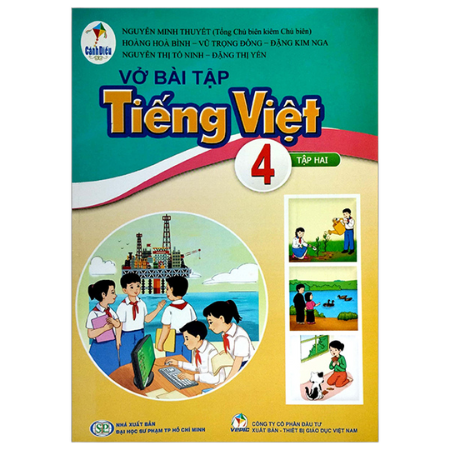 NGUYỄN MINH THUYẾT (Tổng Chủ biên kiêm Chủ biên)
HOÀNG HOÀ BÌNH – VŨ TRỌNG ĐÔNG – ĐẶNG KIM NGA
NGUYỄN THỊ TỐ NINH – ĐẶNG THỊ YẾN
Cánh Diều
VỞ BÀI TẬP
Tiếng Việt
4
TẬP HAI
NHÀ XUẤT BẢN
ĐẠI HỌC SƯ PHẠM TP HỒ CHÍ MINH
VEPIC
CÔNG TY CỔ PHẦN ĐẦU TƯ
XUẤT BẢN - THIẾT BỊ GIÁO DỤC VIỆT NAM